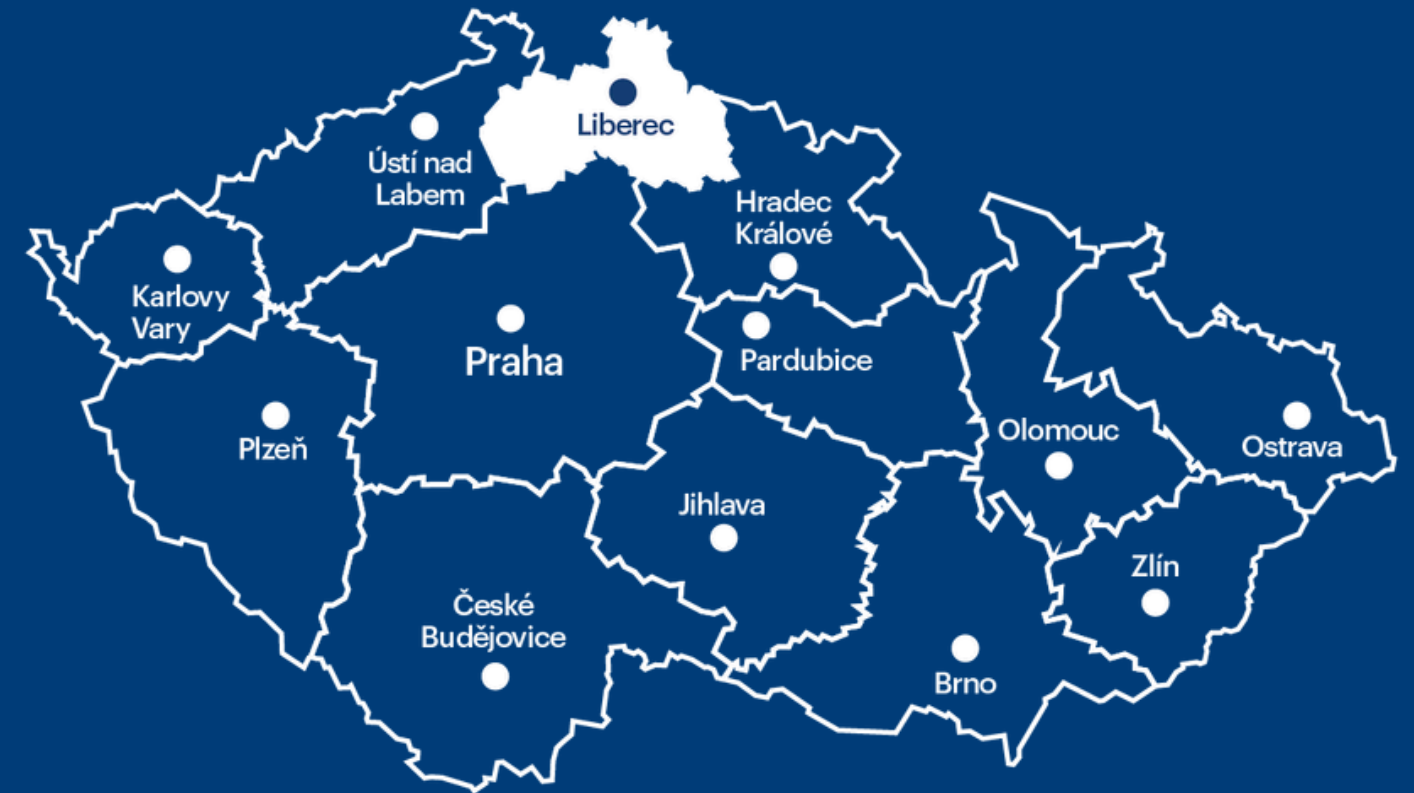 Liberec
Ústí nad
Labem
Hradec
Králové
Karlovy
Vary
Praha
Pardubice
Plzeň
Olomouc
Ostrava
Jihlava
Zlín
České
Budějovice
Brno